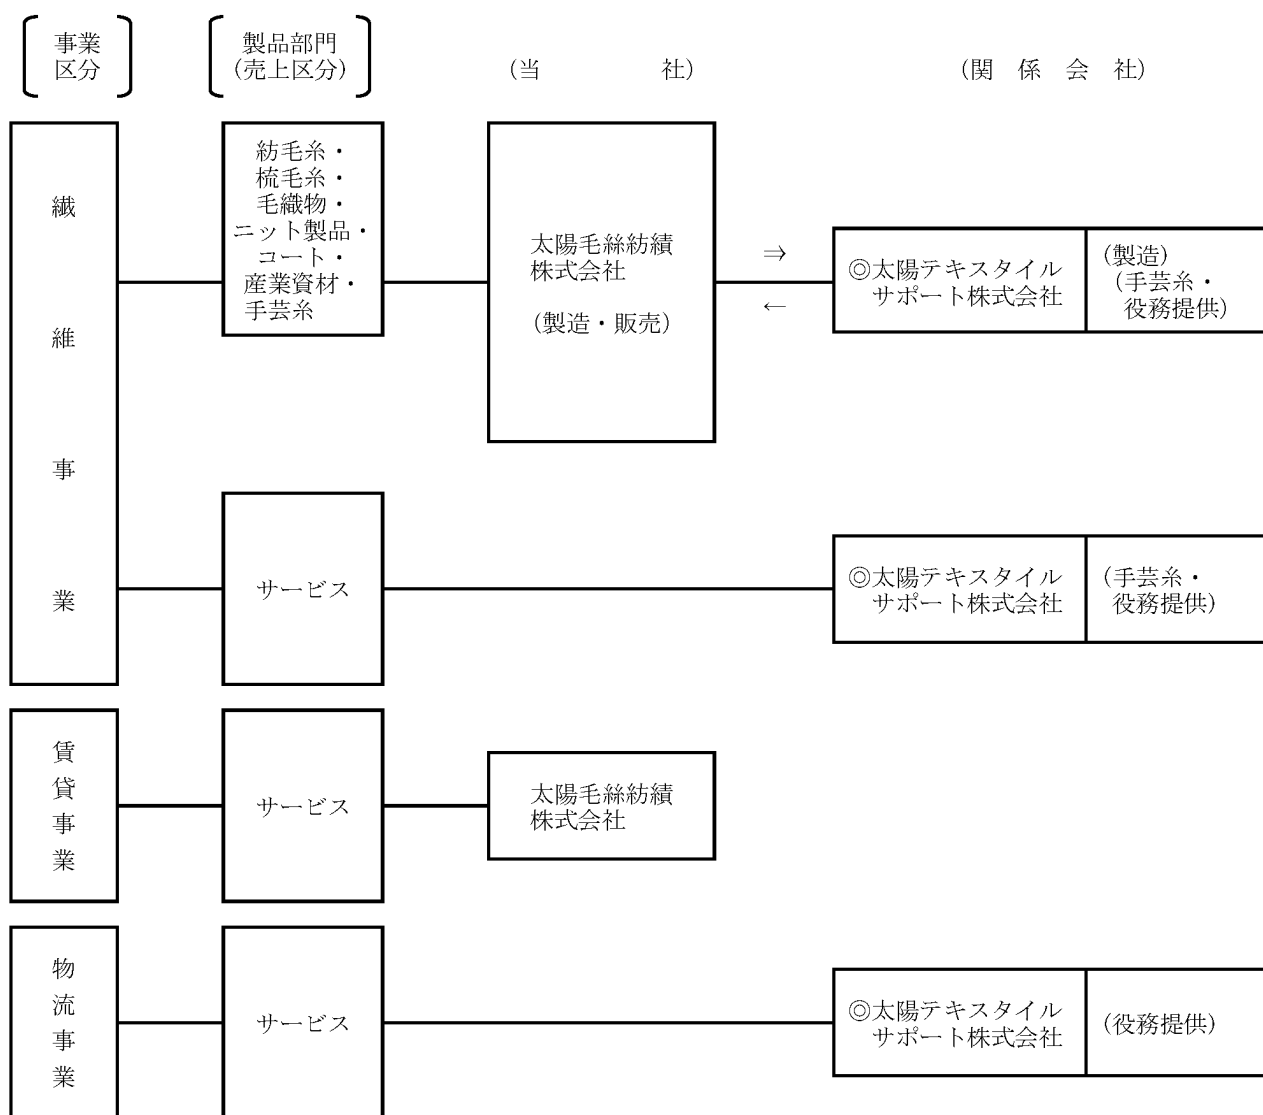 事業
区分
製品部門
(売上区分)
(当　　　　　社)
(関　係　会　社)
繊維事業
紡毛糸・
梳毛糸・
毛織物・
ニット製品・
コート・
産業資材・
手芸糸
太陽毛絲紡績
株式会社
(製造・販売)
⇒
←
◎太陽テキスタイル
サポート株式会社
(製造)
(手芸糸・
役務提供)
サービス
◎太陽テキスタイル
サポート株式会社
(手芸糸・
役務提供)
賃貸事業
サービス
太陽毛絲紡績
株式会社
物流事業
サービス
◎太陽テキスタイル
サポート株式会社
(役務提供)